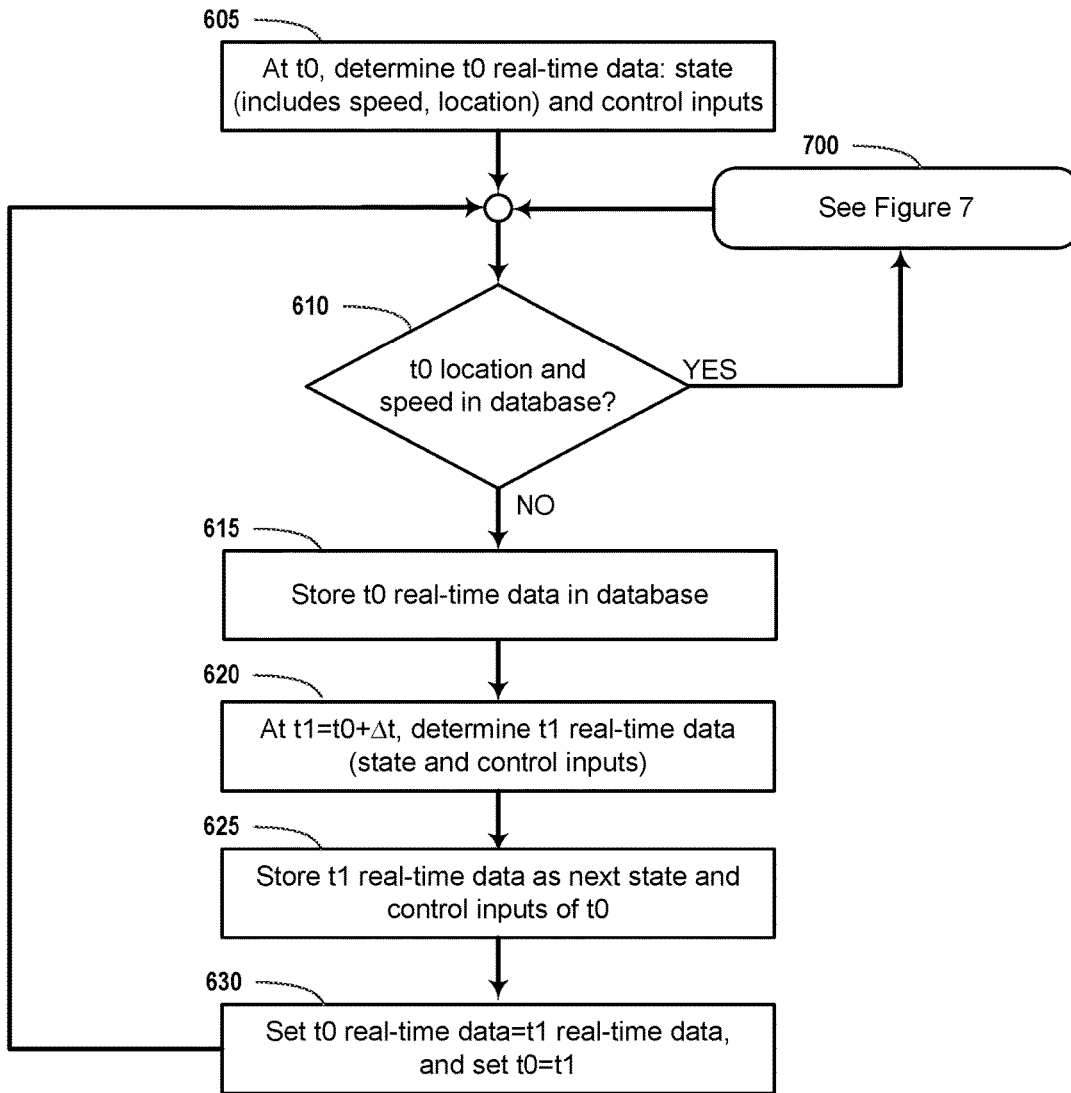 605
At t0, determine t0 real-time data: state
(includes speed, location) and control inputs
700
See Figure 7
610
t0 location and
speed in database?
YES
NO
615
Store t0 real-time data in database
620
At t1=t0+Δt, determine t1 real-time data
(state and control inputs)
625
Store t1 real-time data as next state and
control inputs of t0
630
Set t0 real-time data=t1 real-time data,
and set t0=t1